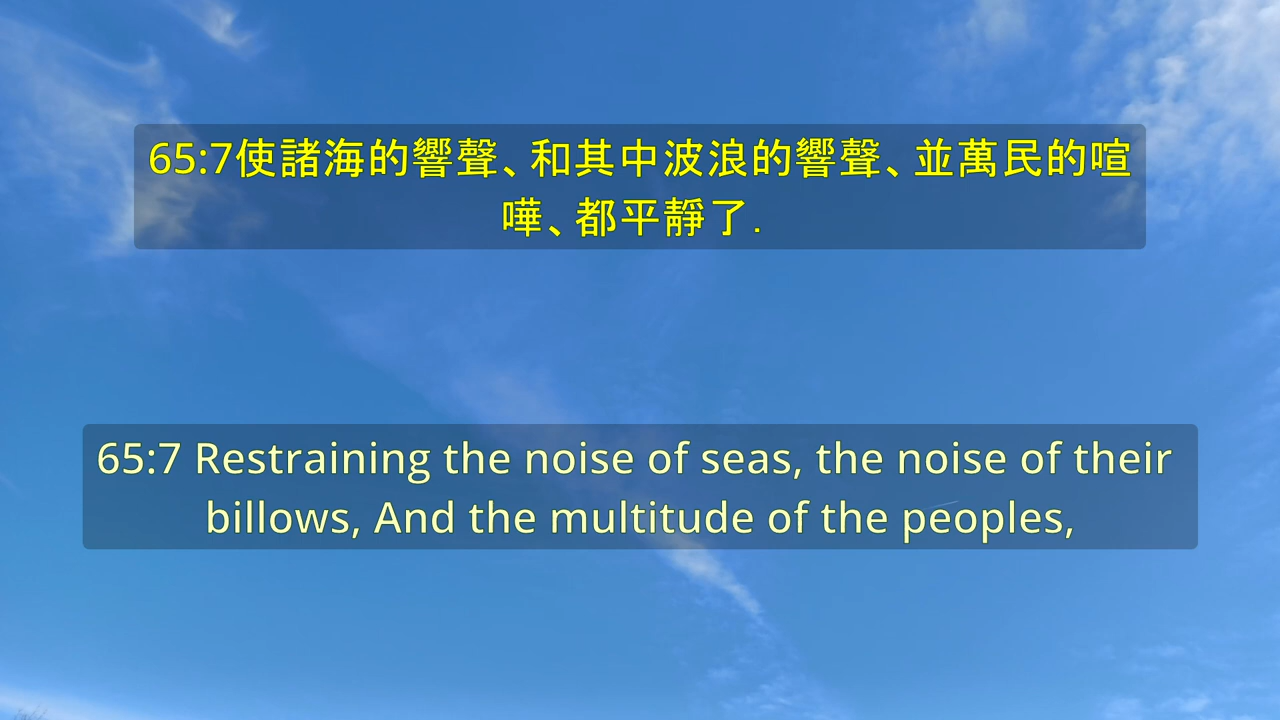 65:7使諸海的響聲、和其中波浪的響聲、並萬民的喧
嘩、都平靜了.
65:7 Restraining the noise of seas, the noise of their
billows, And the multitude of the peoples,